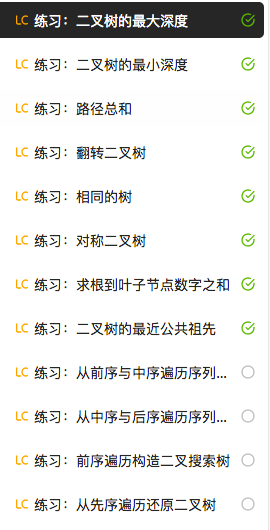 LC 练习：二叉树的最大深度
LC 练习：二叉树的最小深度
LC 练习：路径总和
LC 练习：翻转二叉树
LC 练习：相同的树
LC 练习：对称二叉树
LC 练习：求根到叶子节点数字之和
LC 练习：二叉树的最近公共祖先
LC 练习：从前序与中序遍历序列...
LC 练习：从中序与后序遍历序列...
LC 练习：前序遍历构造二叉搜索树
LC 练习：从先序遍历还原二叉树